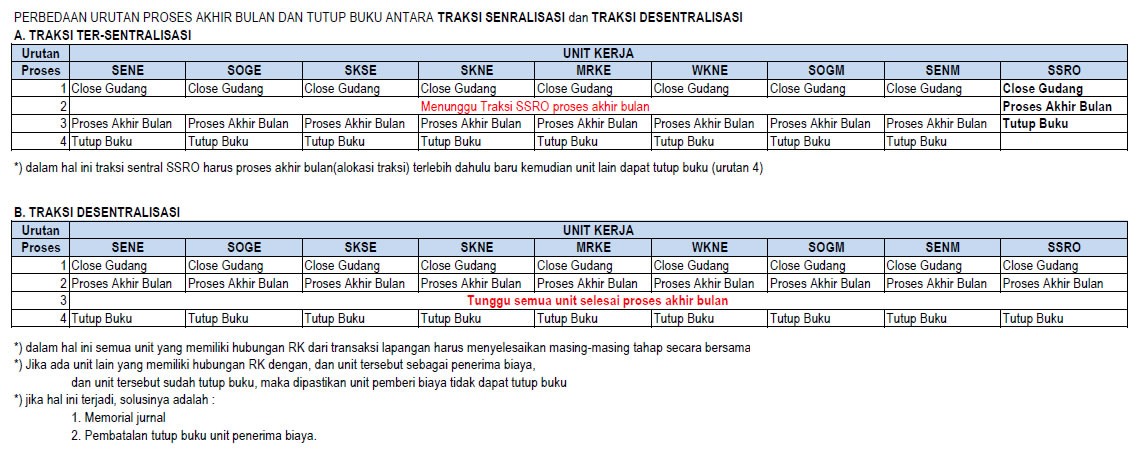 PERBEDAAN URUTAN PROSES AKHIR BULAN DAN TUTUP BUKU ANTARA TRAKSI SENRALISASI dan TRAKSI DESENTRALISASI
A. TRAKSI TER-SENTRALISASI
Urutan UNIT KERJA
Proses SENE SOGE SKSE SKNE MRKE WKNE SOGM SENM SSRO
1 Close Gudang Close Gudang Close Gudang Close Gudang Close Gudang Close Gudang Close Gudang Close Gudang Close Gudang
2 Menunggu Traksi SSRO proses akhir bulan Proses Akhir Bulan
3 Proses Akhir Bulan Proses Akhir Bulan Proses Akhir Bulan Proses Akhir Bulan Proses Akhir Bulan Proses Akhir Bulan Proses Akhir Bulan Proses Akhir Bulan Tutup Buku
4 Tutup Buku Tutup Buku Tutup Buku Tutup Buku Tutup Buku Tutup Buku Tutup Buku Tutup Buku
*) dalam hal ini traksi sentral SSRO harus proses akhir bulan(alokasi traksi) terlebih dahulu baru kemudian unit lain dapat tutup buku (urutan 4)
B. TRAKSI DESENTRALISASI
Urutan UNIT KERJA
Proses SENE SOGE SKSE SKNE MRKE WKNE SOGM SENM SSRO
1 Close Gudang Close Gudang Close Gudang Close Gudang Close Gudang Close Gudang Close Gudang Close Gudang Close Gudang
2 Proses Akhir Bulan Proses Akhir Bulan Proses Akhir Bulan Proses Akhir Bulan Proses Akhir Bulan Proses Akhir Bulan Proses Akhir Bulan Proses Akhir Bulan Proses Akhir Bulan
3 Tunggu semua unit selesai proses akhir bulan
4 Tutup Buku Tutup Buku Tutup Buku Tutup Buku Tutup Buku Tutup Buku Tutup Buku Tutup Buku Tutup Buku
*) dalam hal ini semua unit yang memiliki hubungan RK dari transaksi lapangan harus menyelesaikan masing-masing tahap secara bersama
*) Jika ada unit lain yang memiliki hubungan RK dengan, dan unit tersebut sebagai penerima biaya,
dan unit tersebut sudah tutup buku, maka dipastikan unit pemberi biaya tidak dapat tutup buku
*) jika hal ini terjadi, solusinya adalah :
1. Memorial jurnal
2. Pembatalan tutup buku unit penerima biaya.